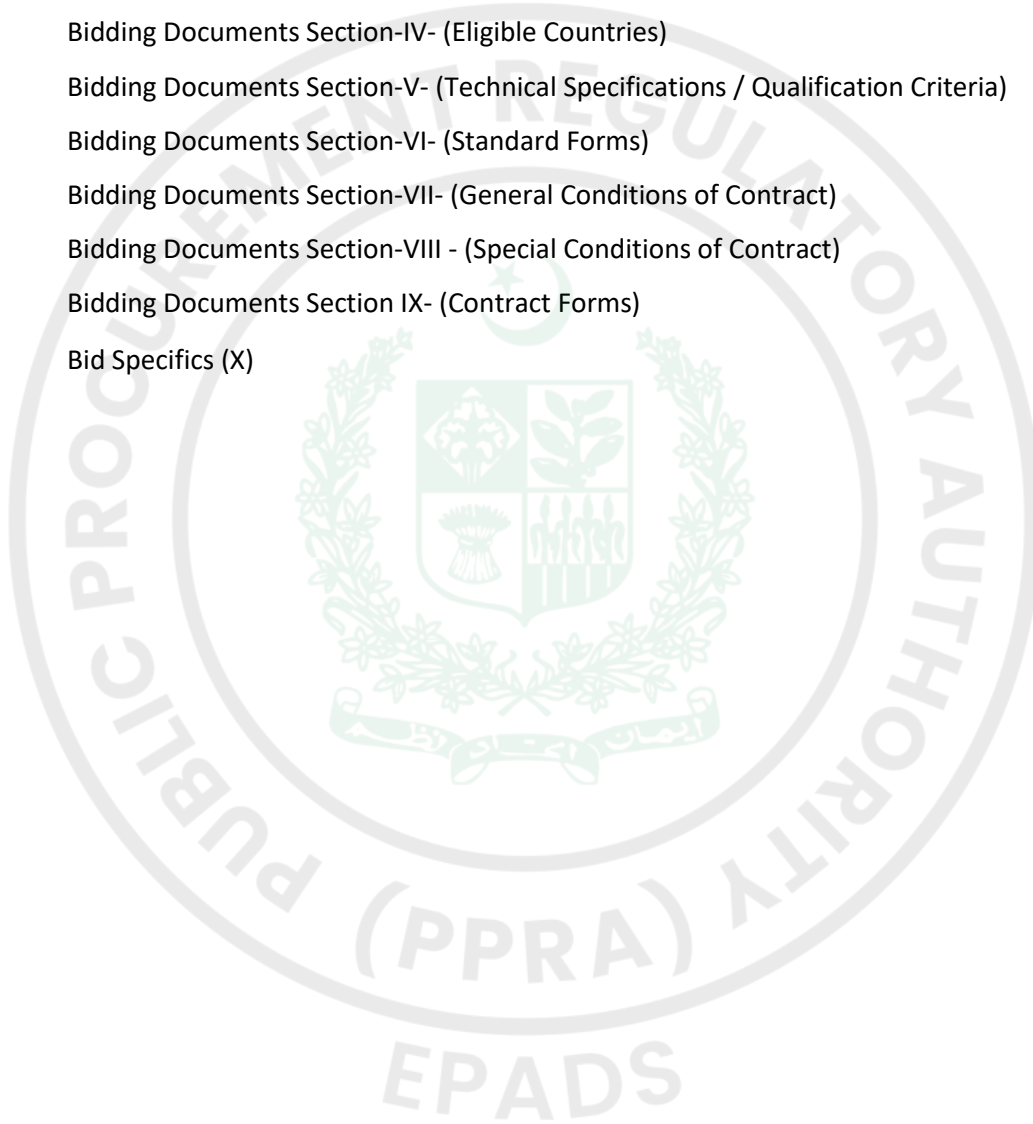 Bidding Documents Section-IV- (Eligible Countries)
Bidding Documents Section-V- (Technical Specifications / Qualification Criteria)
Bidding Documents Section-VI- (Standard Forms)
Bidding Documents Section-VII- (General Conditions of Contract)
Bidding Documents Section-VIII - (Special Conditions of Contract)
Bidding Documents Section IX- (Contract Forms)
Bid Specifics (X)
PUBLIC PROCUREMENT REGULATORY AUTHORITY
(PPRA)
EPADS